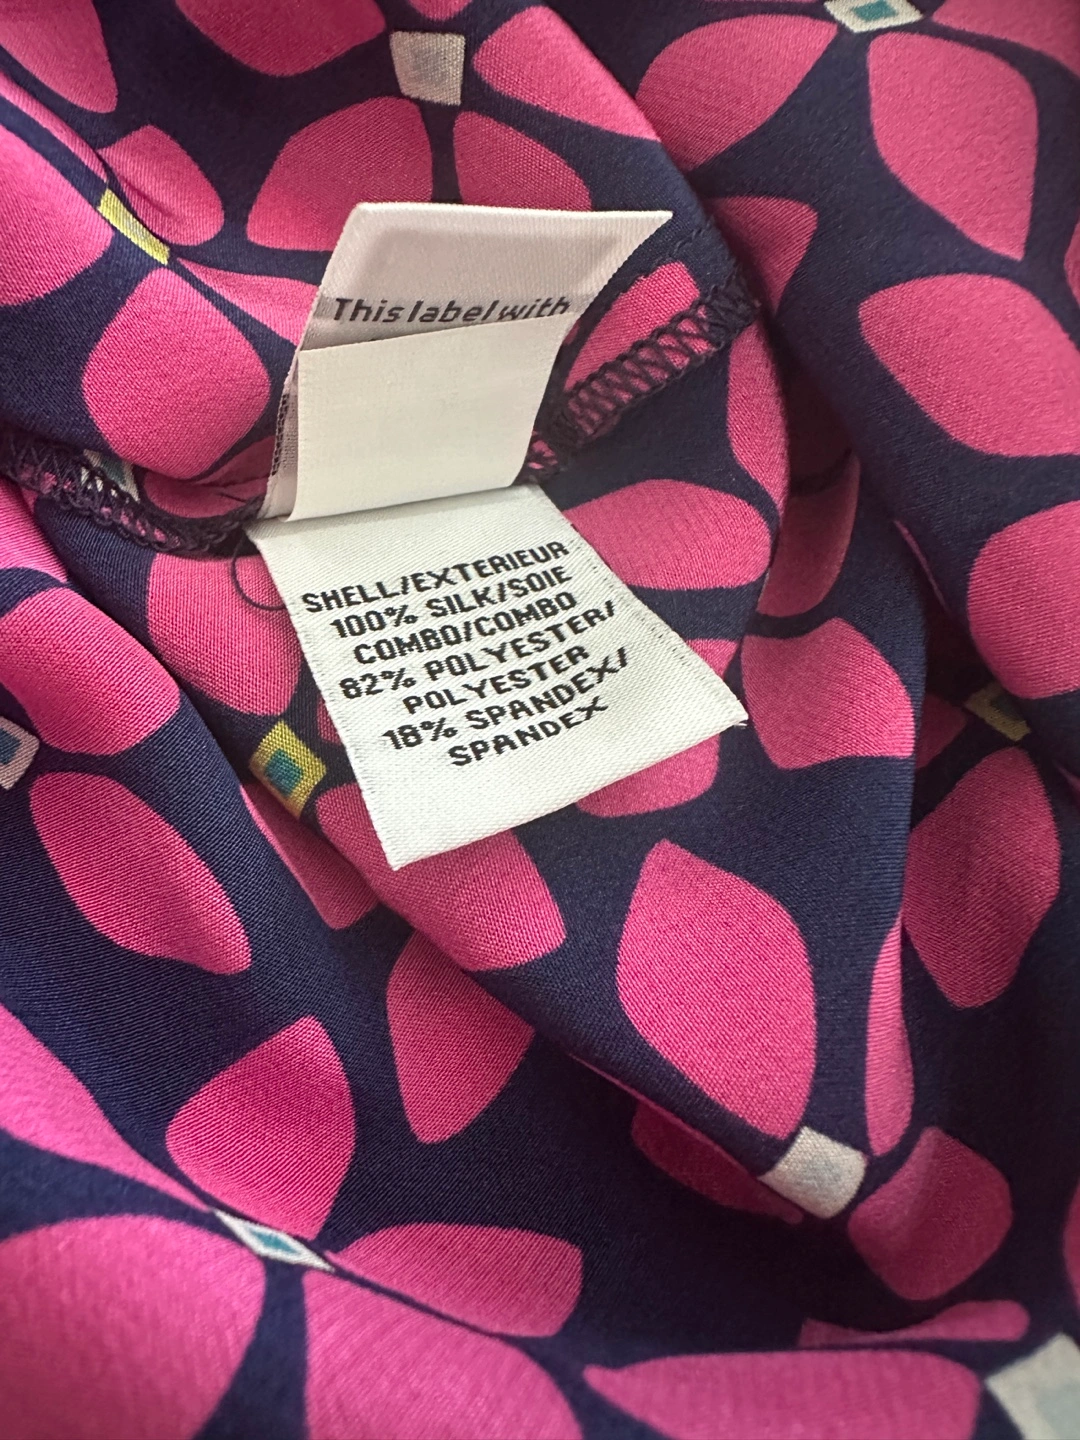 This label with
SHELL/EXTERIEUR
100% SILK/SOIE
COMBO/COMBO
82% POLYESTER/
POLYESTER
18% SPANDEX/
SPANDEX